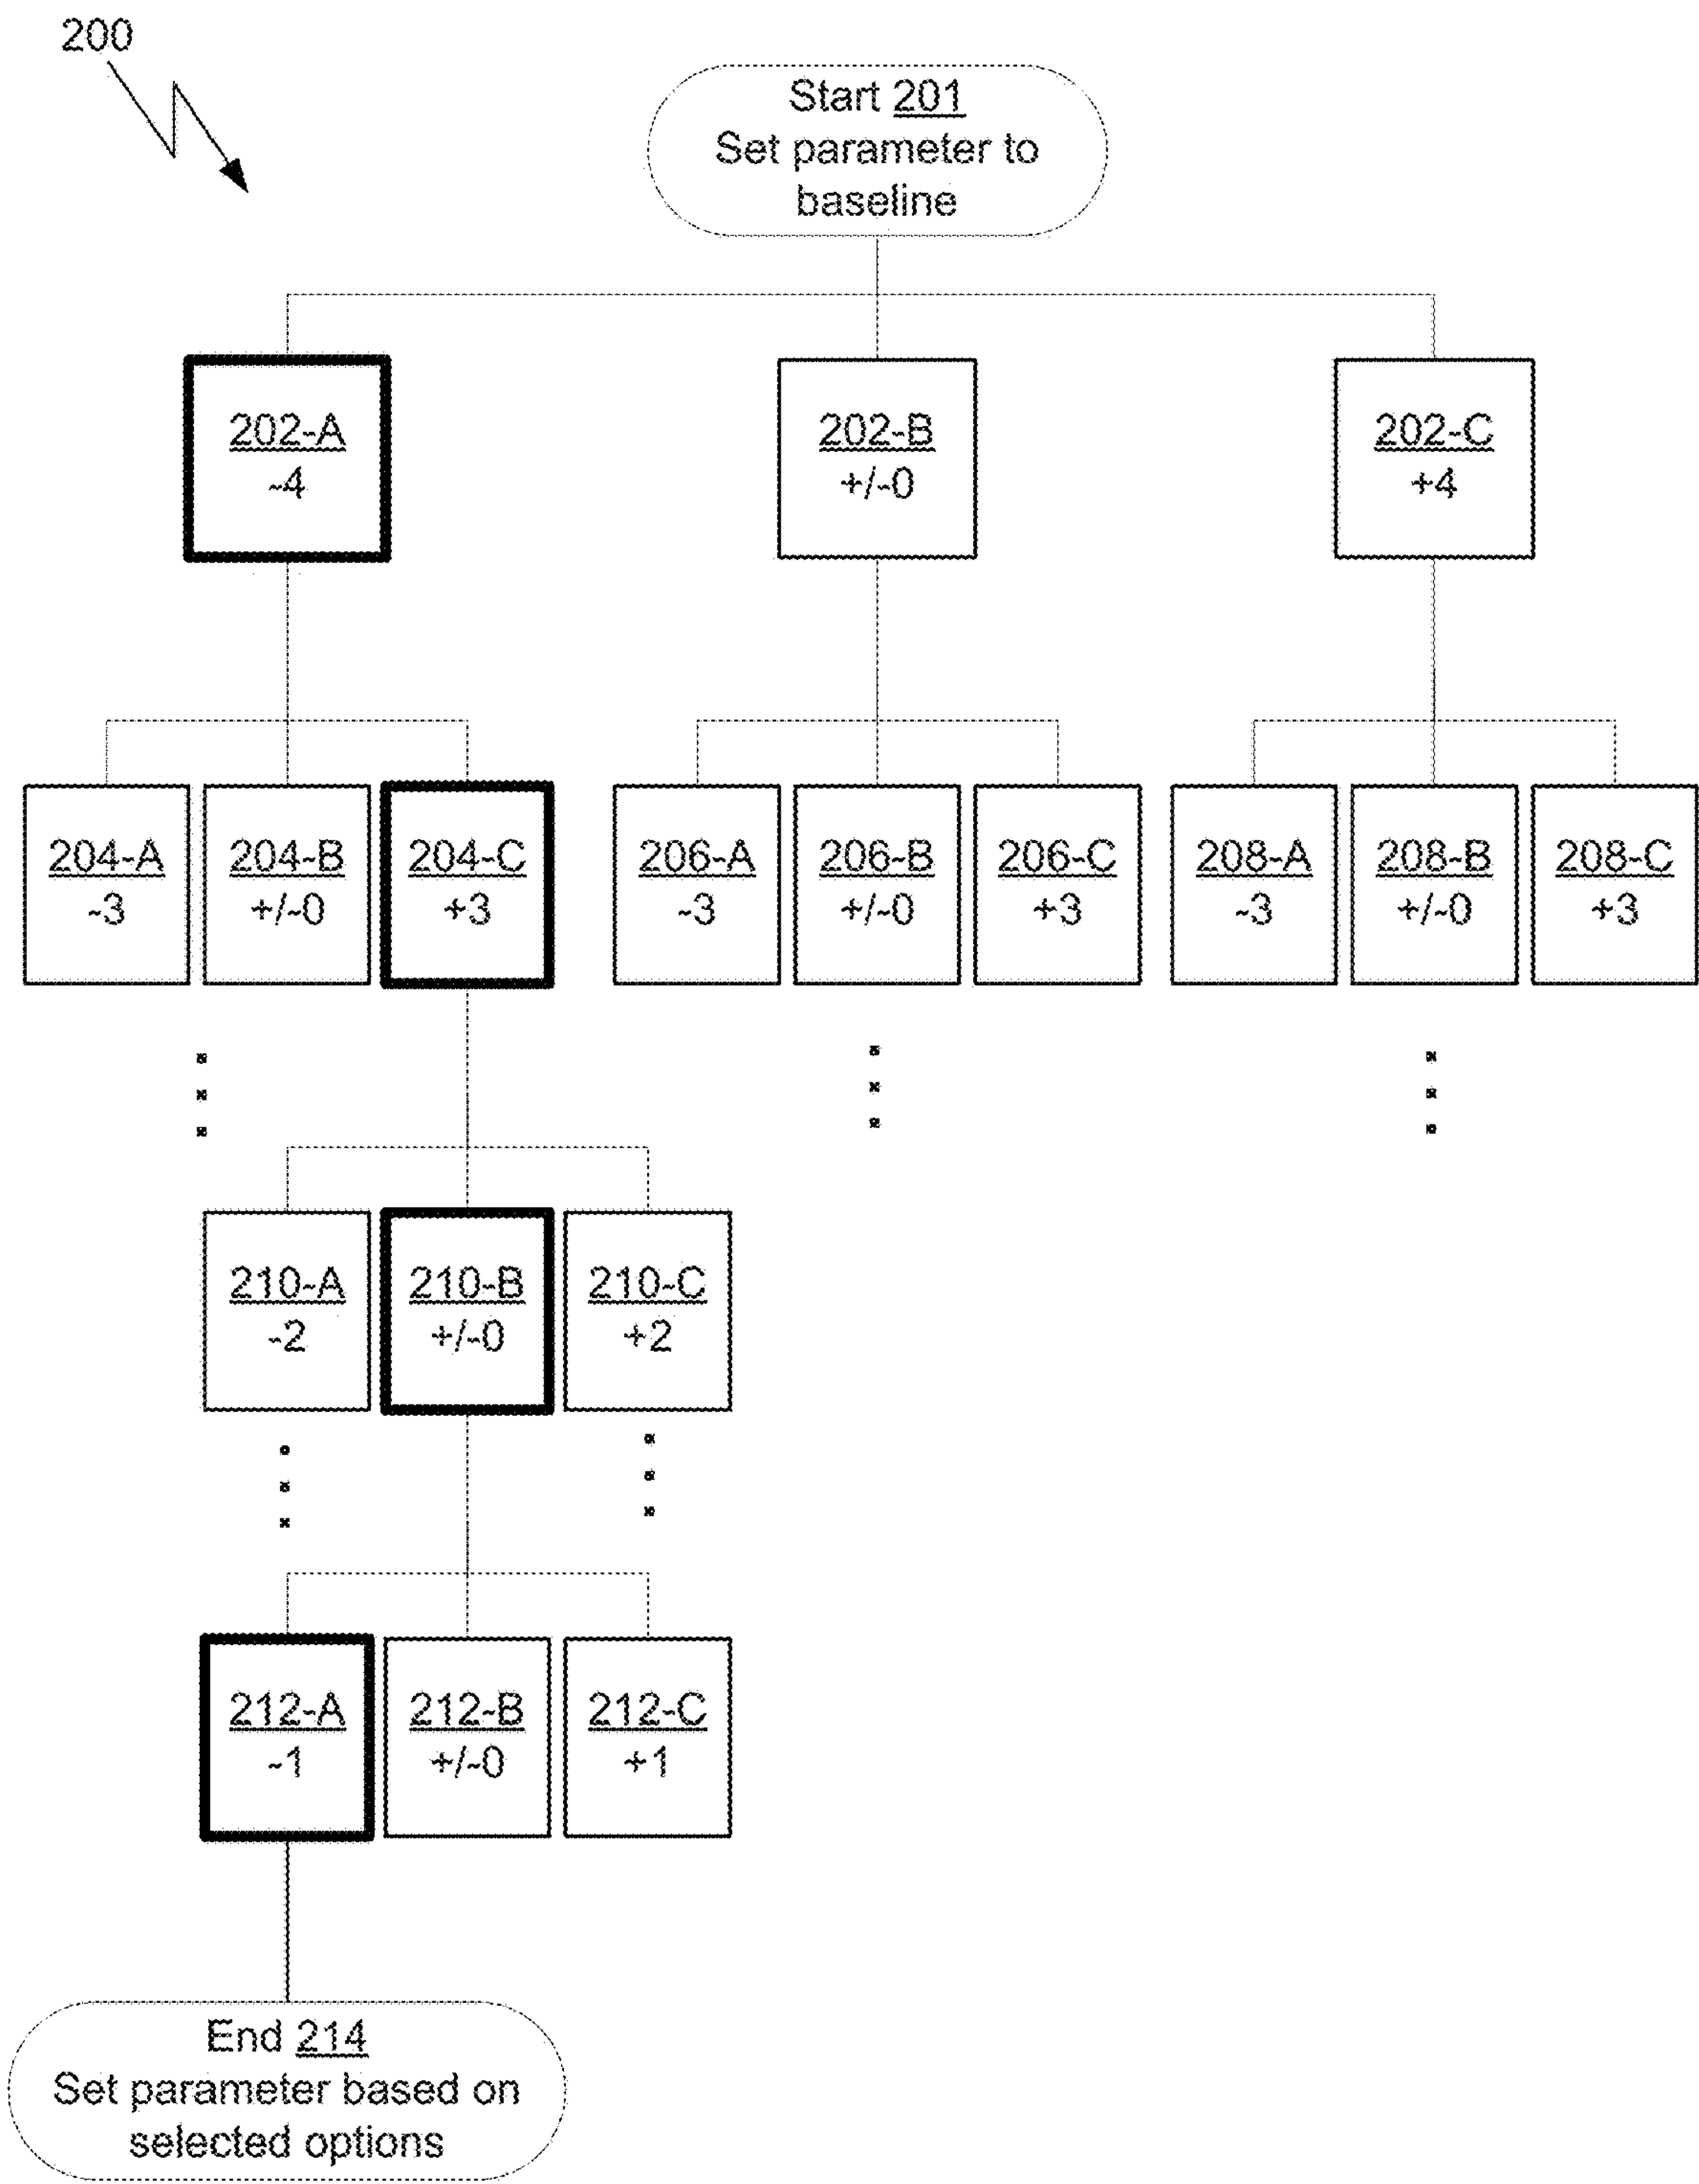 200
Start 201
Set parameter to
baseline
202-A
-4
202-B
+/-0
202-C
+4
204-A
-3
204-B
+/-0
204-C
+3
206-A
-3
206-B
+/-0
206-C
+3
208-A
-3
208-B
+/-0
208-C
+3
210-A
-2
210-B
+/-0
210-C
+2
212-A
-1
212-B
+/-0
212-C
+1
End 214
Set parameter based on
selected options